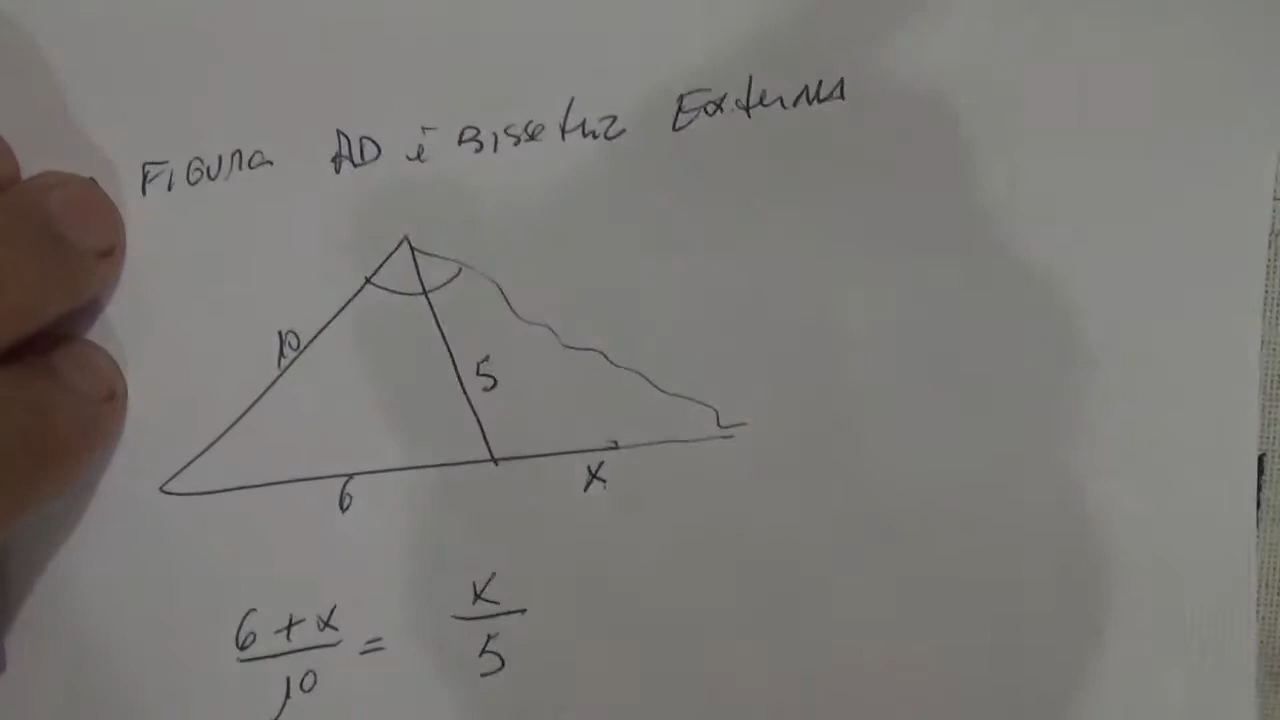 FIGURA AD é BISSETRIZ EXTERNA
10
5
6
x
6 + x / 10 = x / 5